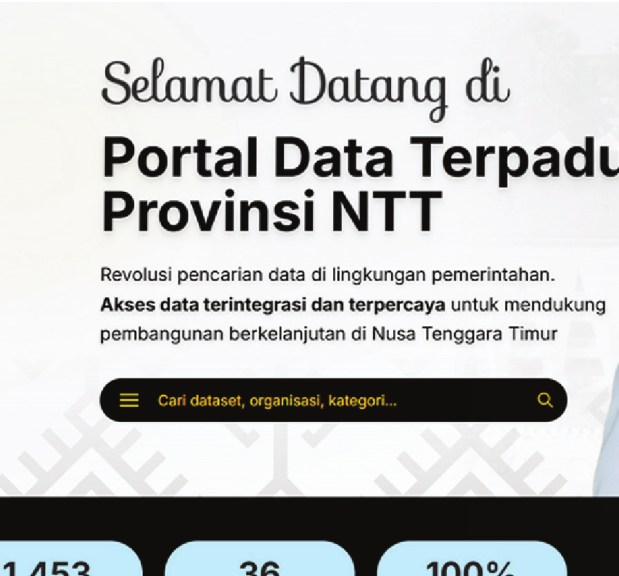 Selamat Datang di
Portal Data Terpadu
Provinsi NTT
Revolusi pencarian data di lingkungan pemerintahan.
Akses data terintegrasi dan terpercaya untuk mendukung
pembangunan berkelanjutan di Nusa Tenggara Timur
Cari dataset, organisasi, kategori...
1.453 36 100%